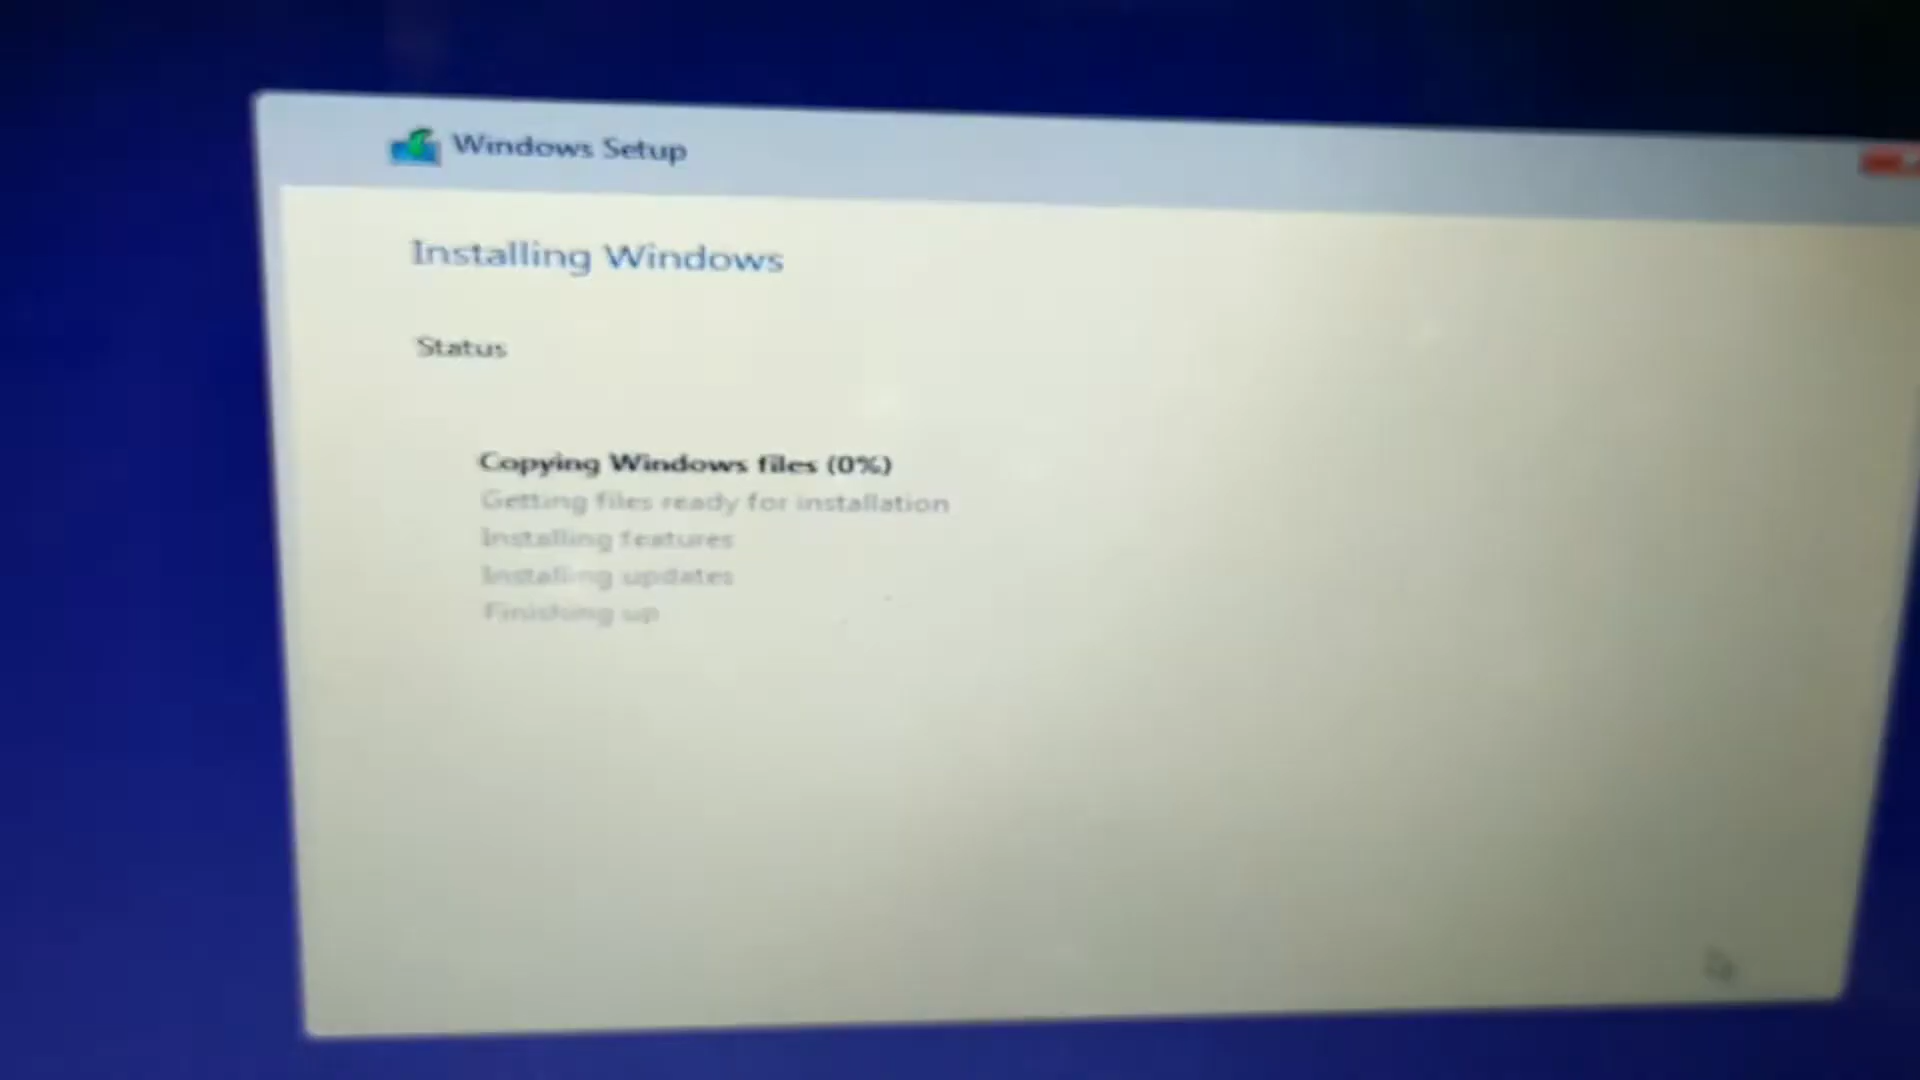 Windows Setup
Installing Windows
Status
Copying Windows files (0%)
Getting files ready for installation
Installing features
Installing updates
Finishing up